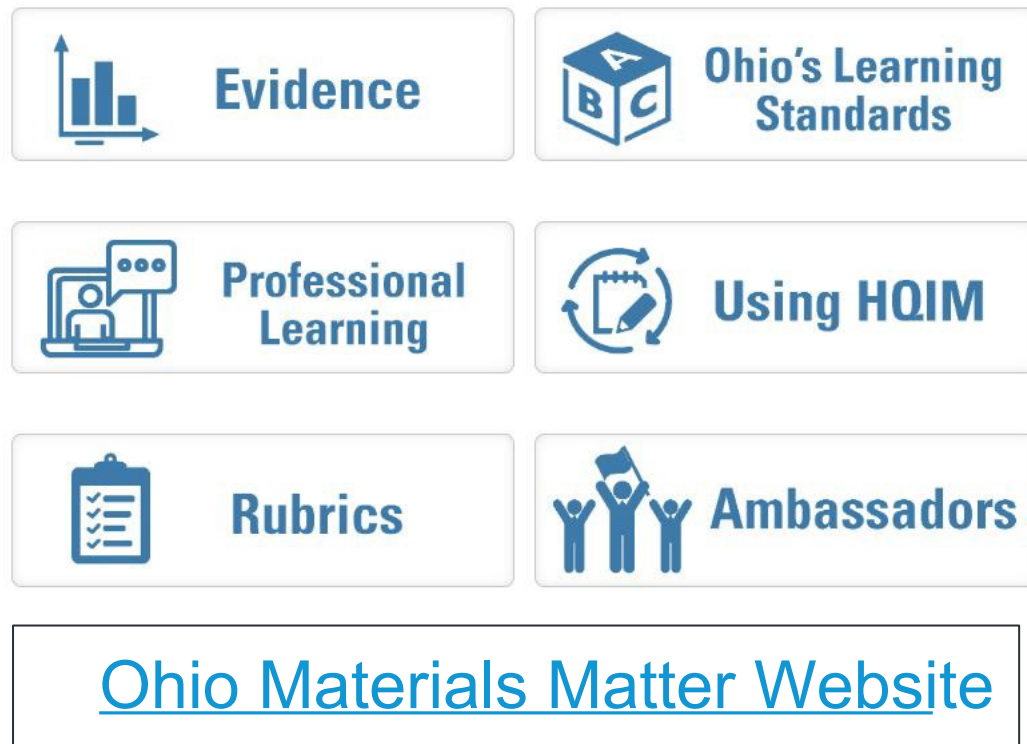 Evidence
Ohio's Learning
Standards
A
B C
Professional
Learning
Using HQIM
Rubrics
Ambassadors
Ohio Materials Matter Website